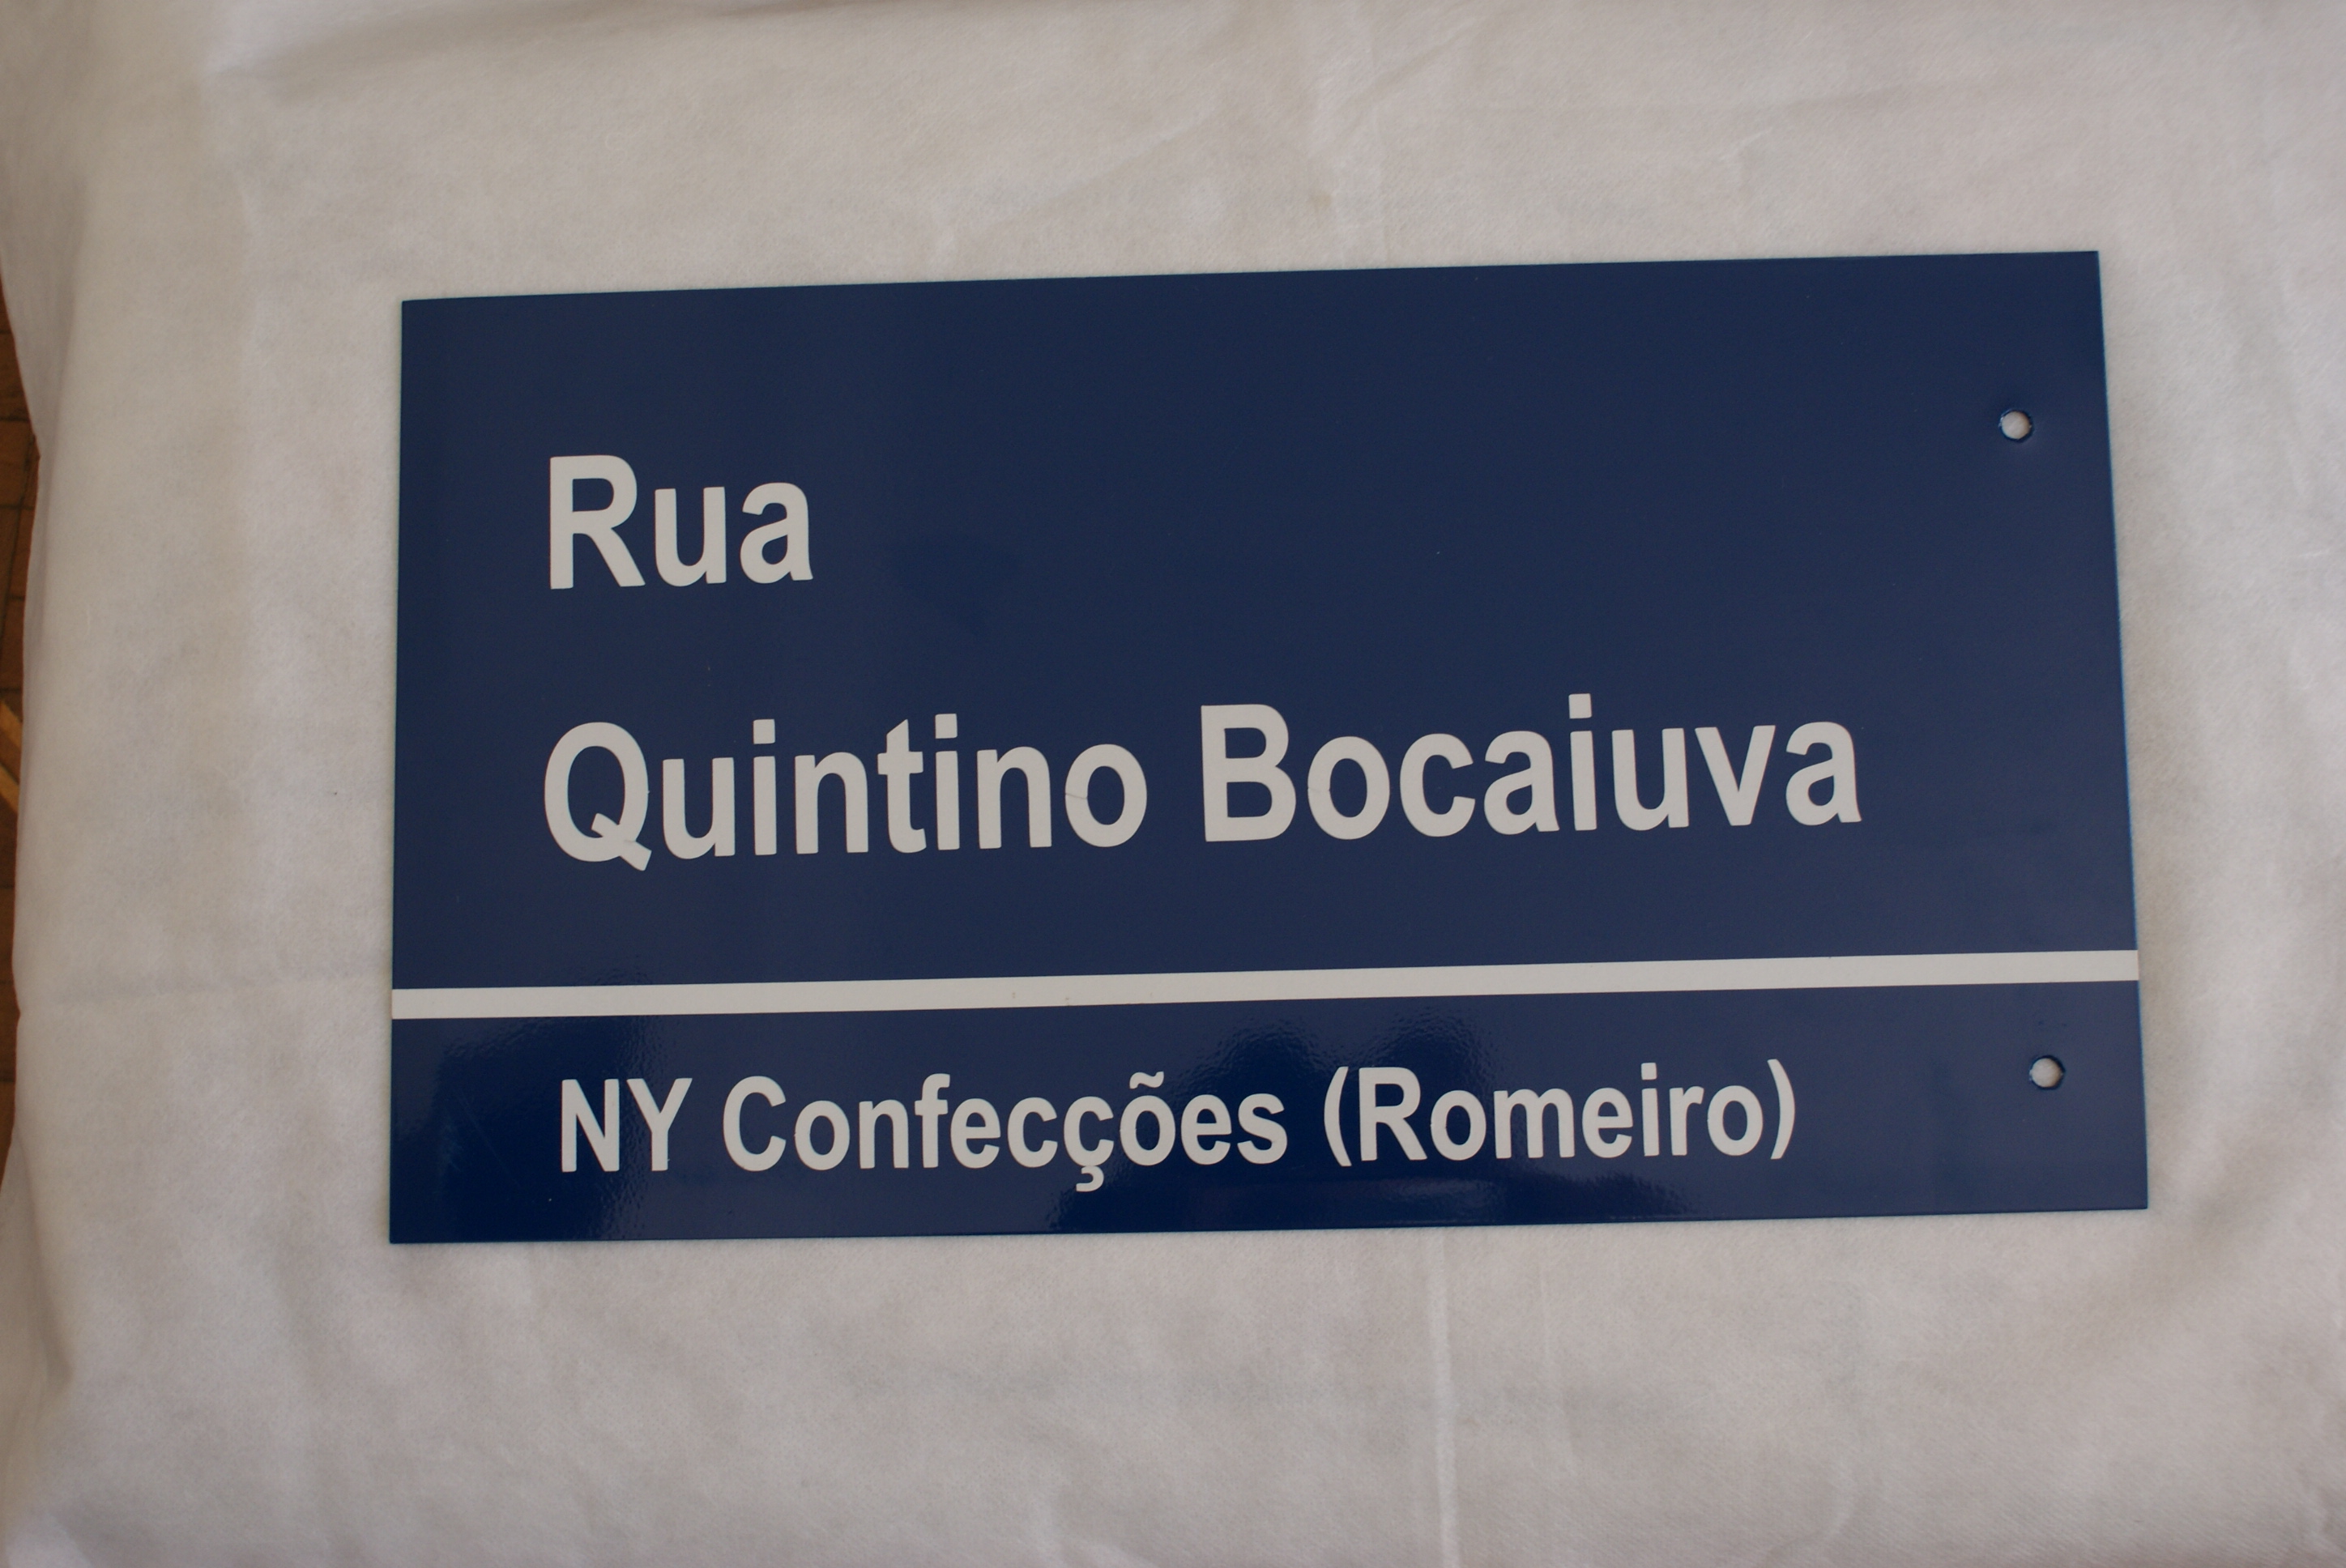 Rua
Quintino Bocaiuva
NY Confecções (Romeiro)